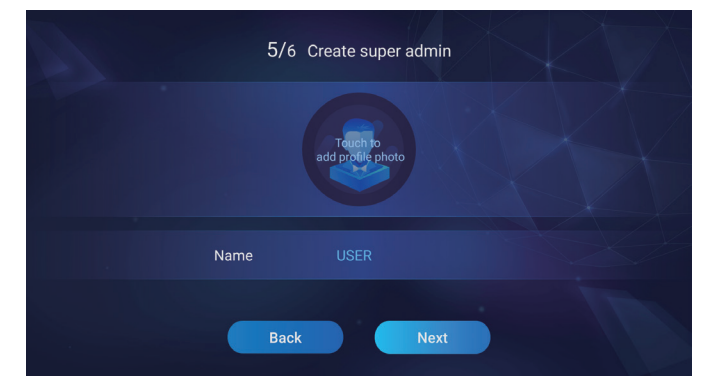 5/6 Create super admin
Touch to
add profile photo
Name USER
Back Next